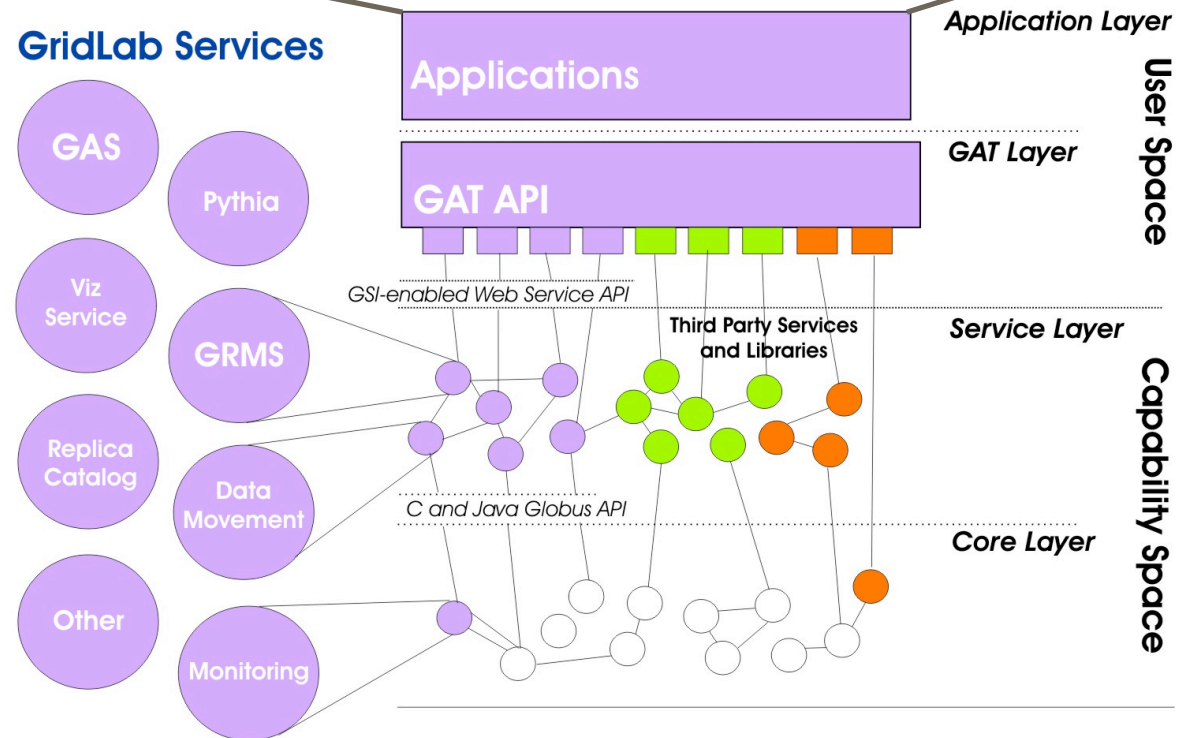 GridLab Services
GAS
Pythia
Viz
Service
GRMS
Replica
Catalog
Data
Movement
Other
Monitoring
Applications
GAT API
GSI-enabled Web Service API
Third Party Services
and Libraries
C and Java Globus API
Application Layer
GAT Layer
Service Layer
Core Layer
User Space
Capability Space